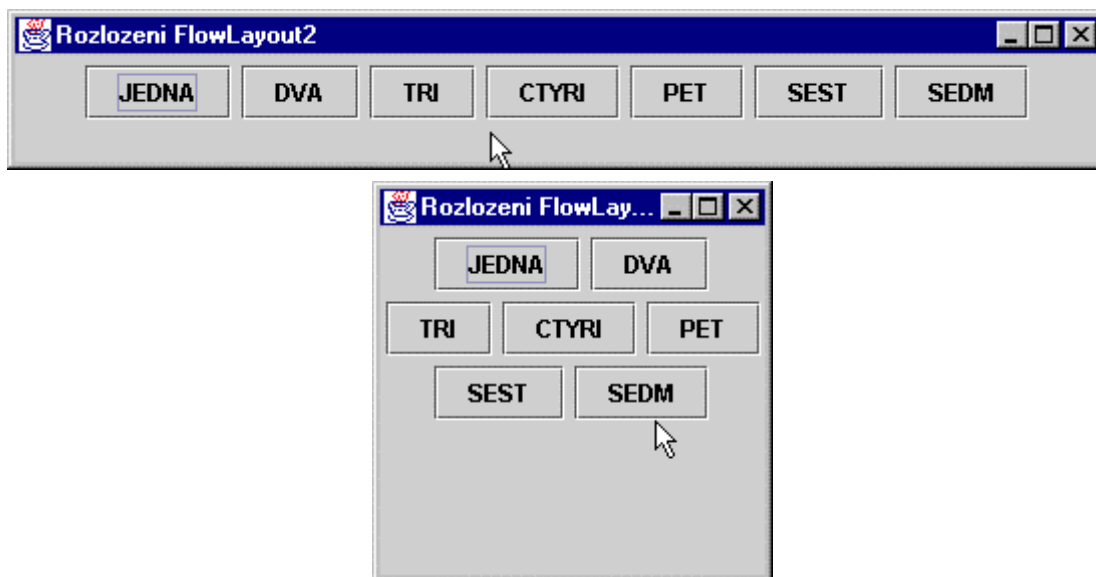 Rozlozeni FlowLayout2
JEDNA DVA TRI CTYRI PET SEST SEDM
Rozlozeni FlowLay...
JEDNA DVA
TRI CTYRI PET
SEST SEDM